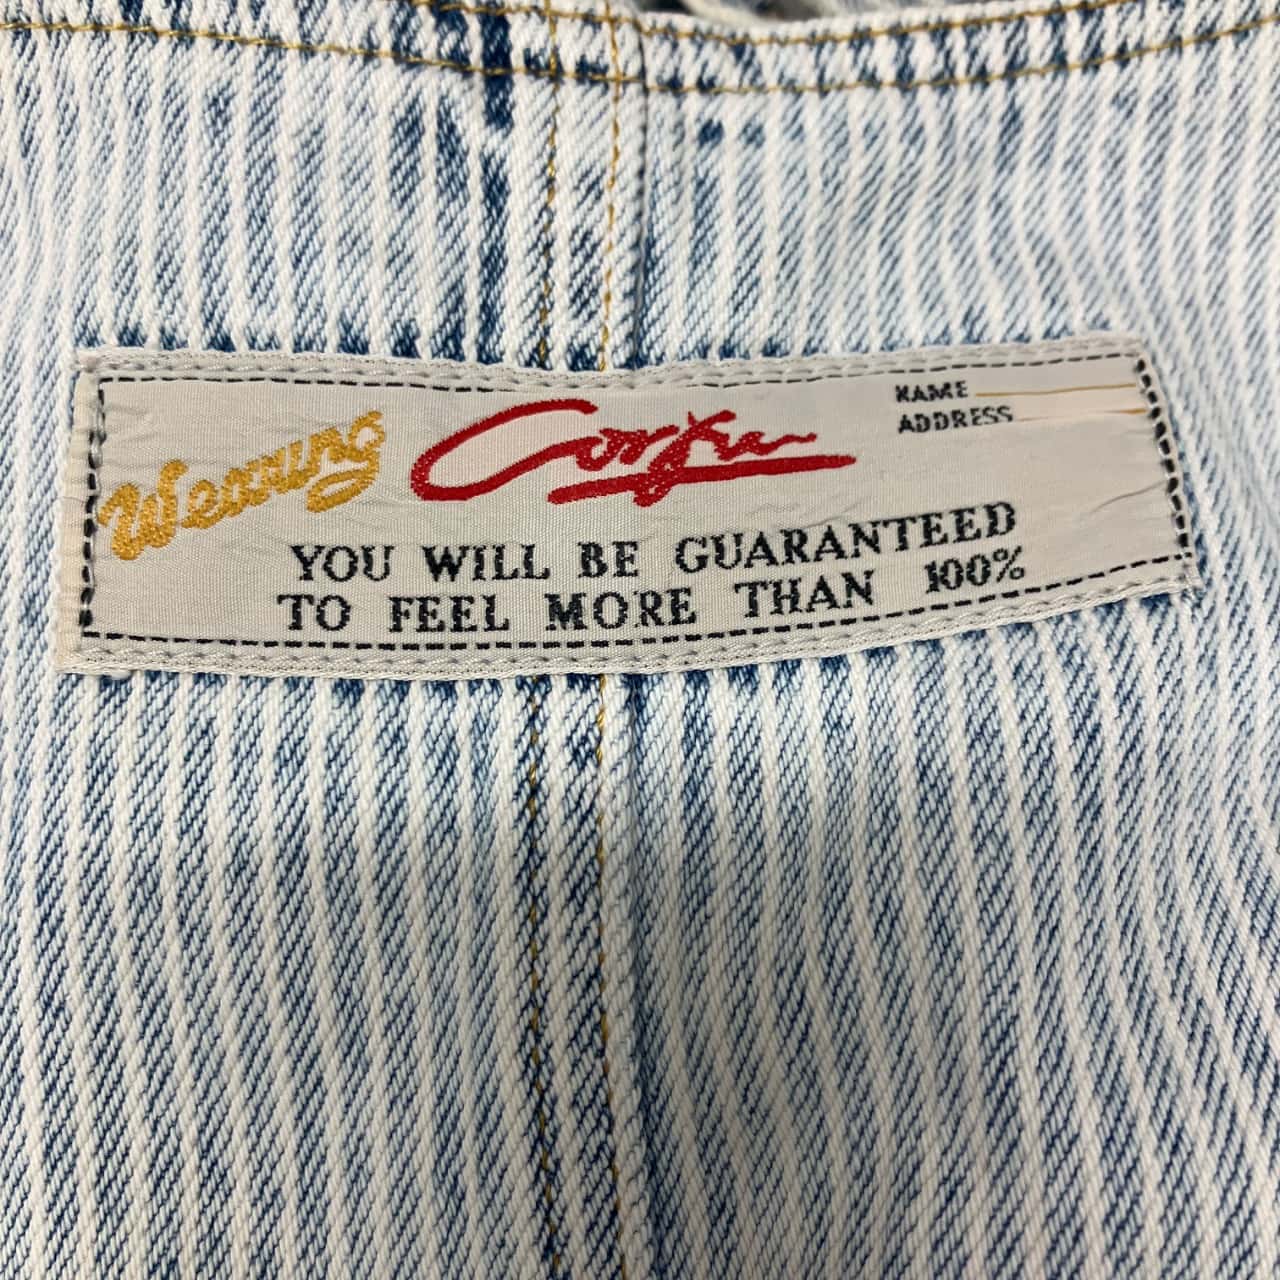 Wearing
NAME
ADDRESS
YOU WILL BE GUARANTEED
TO FEEL MORE THAN 100%